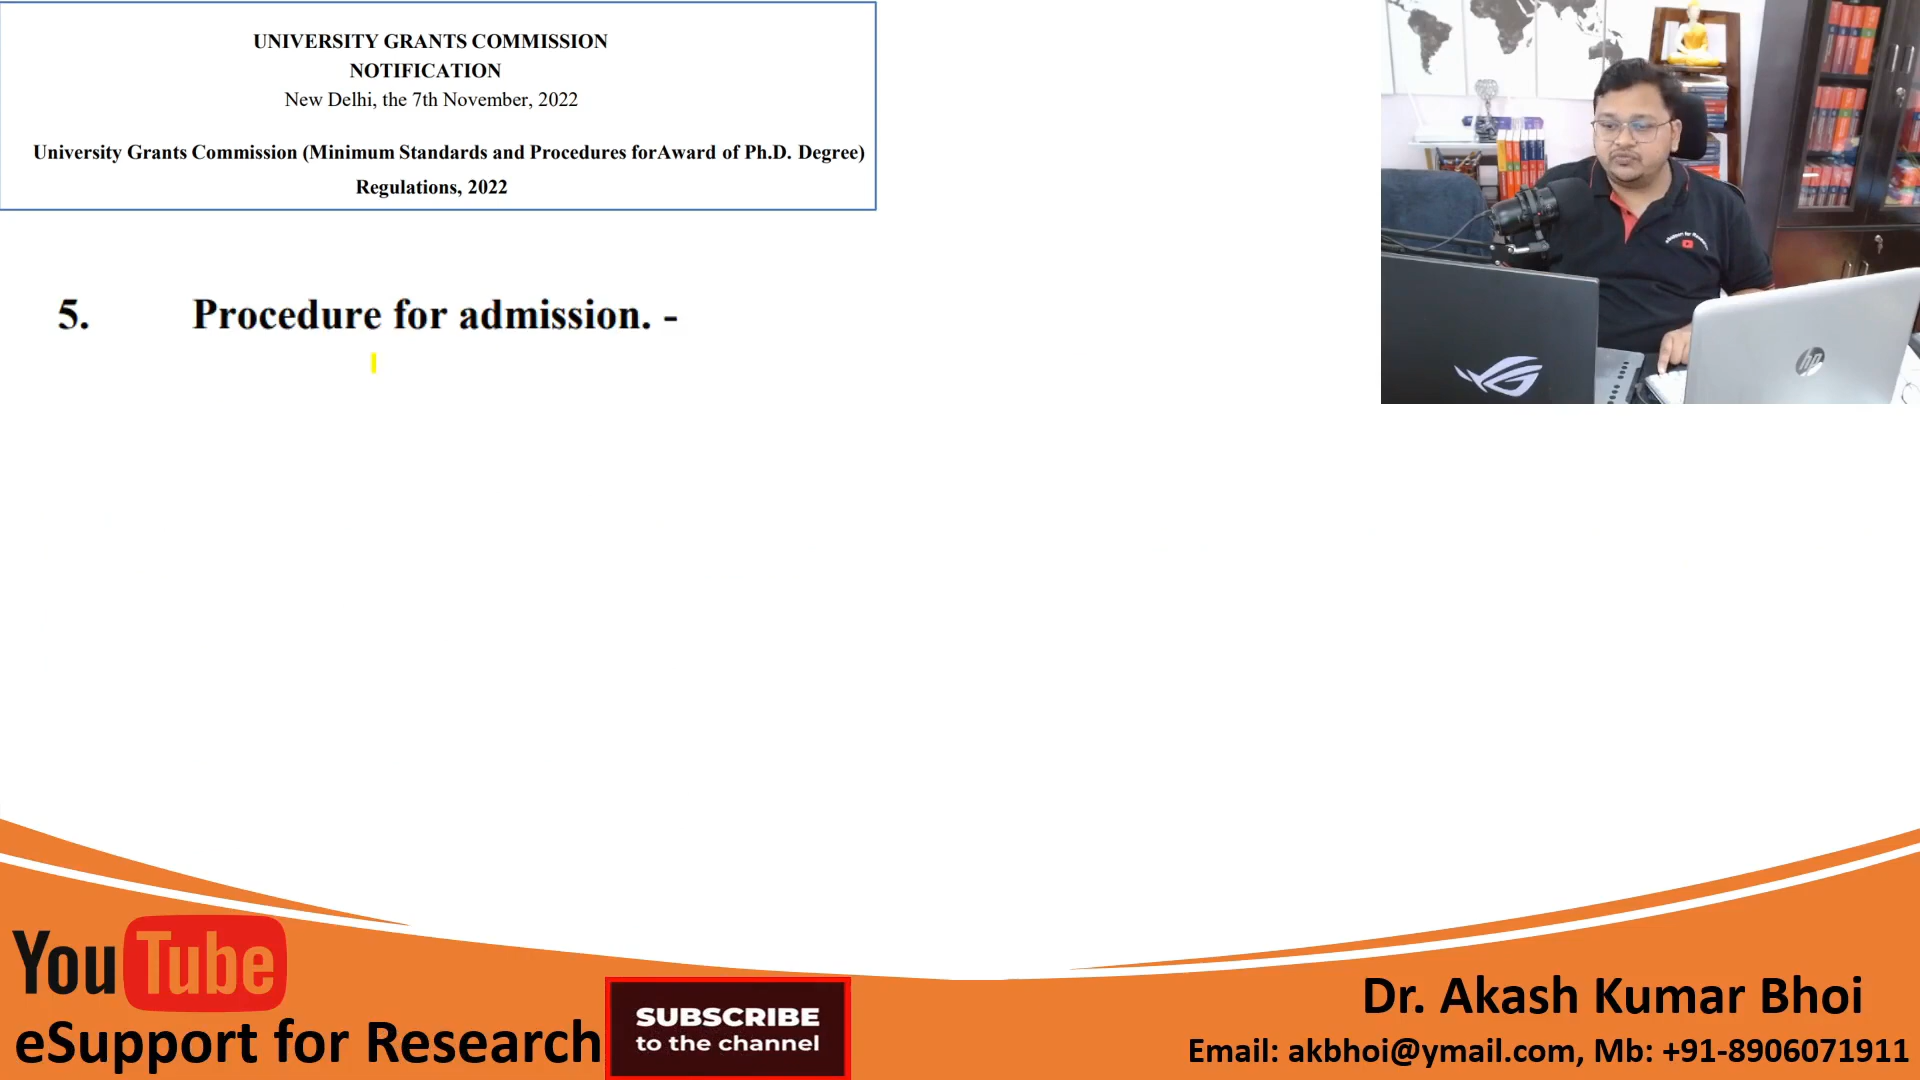 UNIVERSITY GRANTS COMMISSION
NOTIFICATION
New Delhi, the 7th November, 2022
University Grants Commission (Minimum Standards and Procedures forAward of Ph.D. Degree)
Regulations, 2022
5. Procedure for admission. -
YouTube
eSupport for Research
SUBSCRIBE
to the channel
Dr. Akash Kumar Bhoi
Email: akbhoi@ymail.com, Mb: +91-8906071911
hp